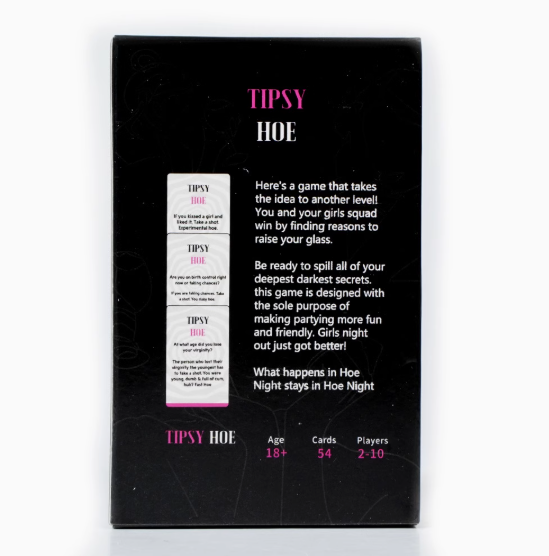 TIPSY
HOE
TIPSY
HOE
If you kissed a girl and
liked it. Take a shot
Experimental hoe
TIPSY
HOE
Are you on birth control right
now or taking chances?
If you are taking chances. Take
a shot You risky hoe
TIPSY
HOE
At what age did you lose
your virginity?
The person who lost their
virginity the youngest has
to take a shot. You were
young, dumb & full of cum,
huh? Fast Hoe
Here's a game that takes
the idea to another level!
You and your girls squad
win by finding reasons to
raise your glass.
Be ready to spill all of your
deepest darkest secrets.
this game is designed with
the sole purpose of
making partying more fun
and friendly. Girls night
out just got better!
What happens in Hoe
Night stays in Hoe Night
TIPSY HOE
Age Cards Players
18+ 54 2-10